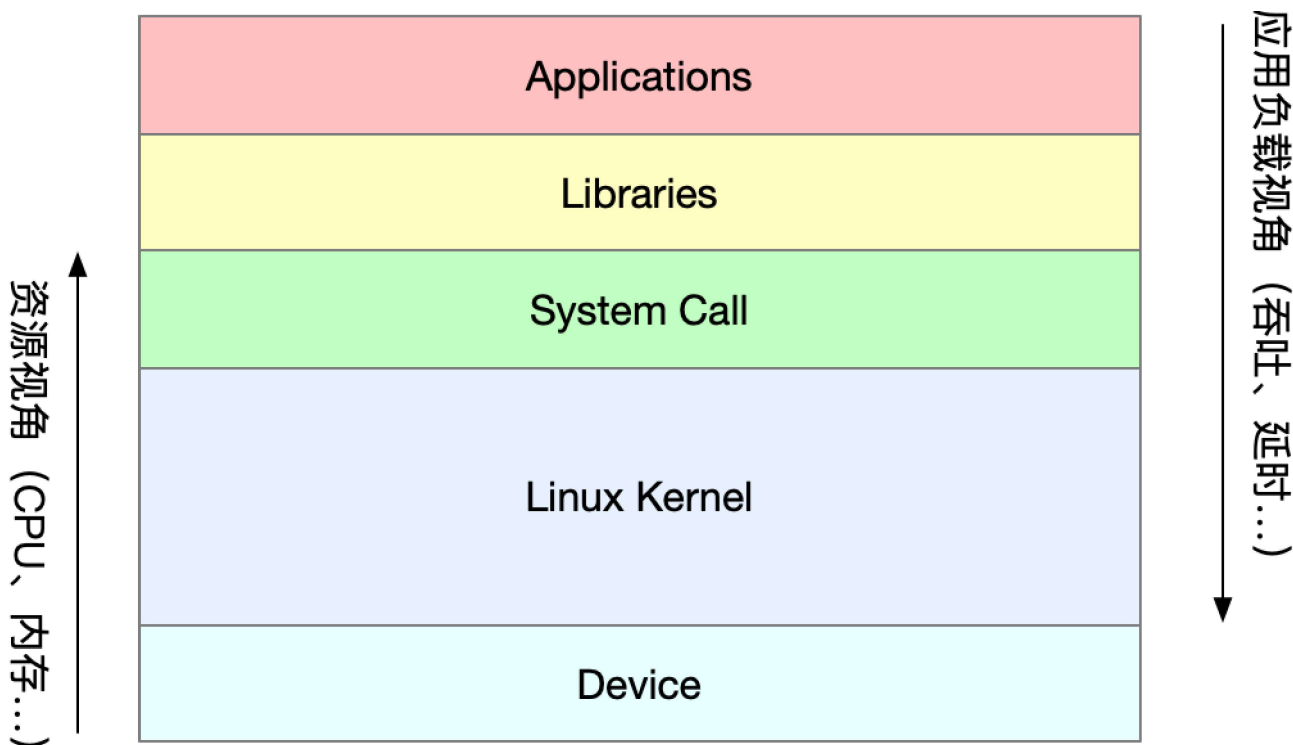 Applications
Libraries
System Call
Linux Kernel
Device
资源视角（CPU、内存....）
应用负载视角（吞吐、延时....）